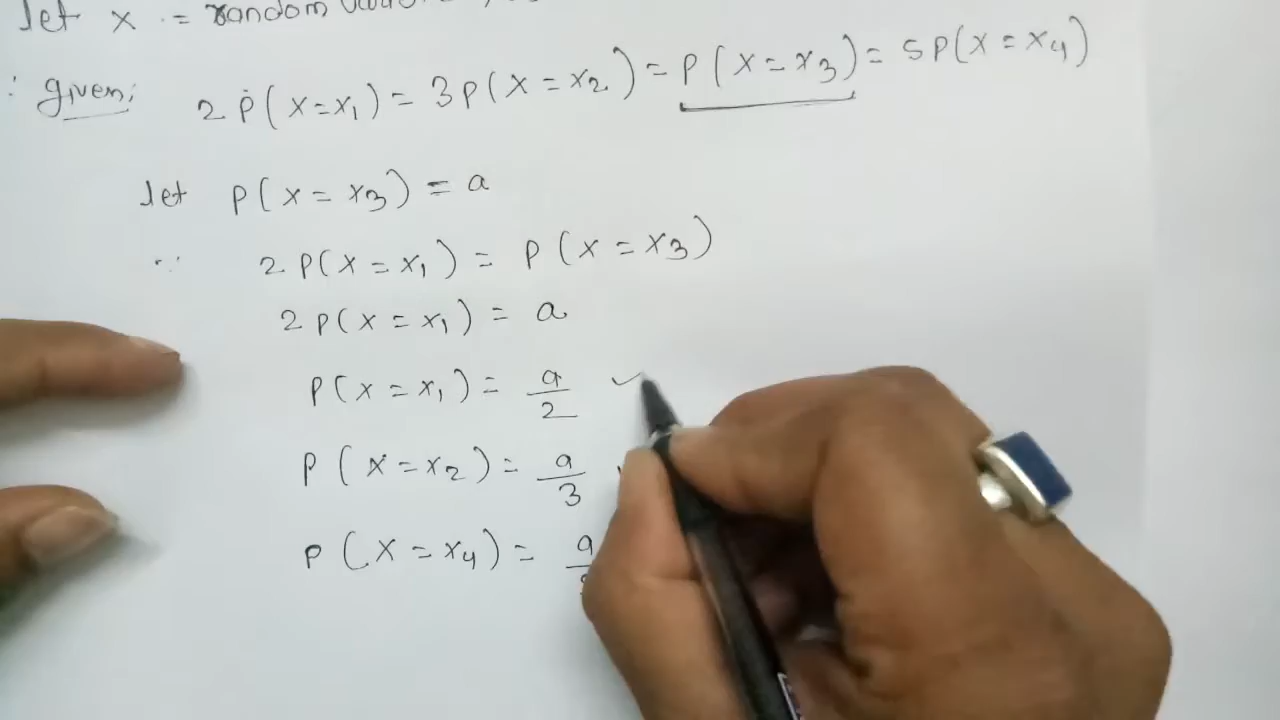 let x := random
∴ given; 2 P(X=x₁) = 3P(X=x₂) = P(X=x₃) = 5P(X=x₄)
let P(X=x₃) = a
∵ 2P(X=x₁) = P(X=x₃)
2P(X=x₁) = a
P(X=x₁) = a/2 ✓
P(X=x₂) = a/3
P(X=x₄) = a